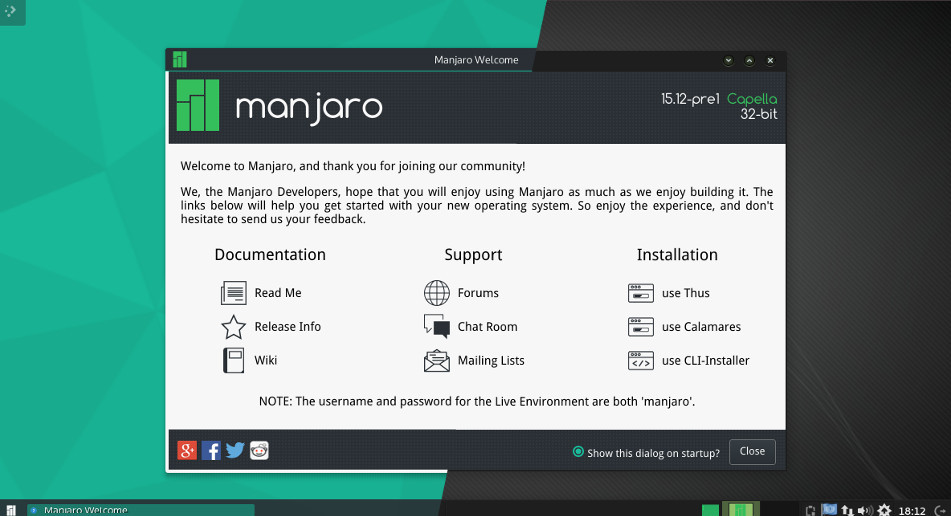 Manjaro Welcome
manjaro
15.12-pre1 Capella
32-bit
Welcome to Manjaro, and thank you for joining our community!
We, the Manjaro Developers, hope that you will enjoy using Manjaro as much as we enjoy building it. The
links below will help you get started with your new operating system. So enjoy the experience, and don't
hesitate to send us your feedback.
Documentation Support Installation
Read Me Forums use Thus
Release Info Chat Room use Calamares
Wiki Mailing Lists use CLI-Installer
NOTE: The username and password for the Live Environment are both 'manjaro'.
Show this dialog on startup? Close
Manjaro Welcome 18:12